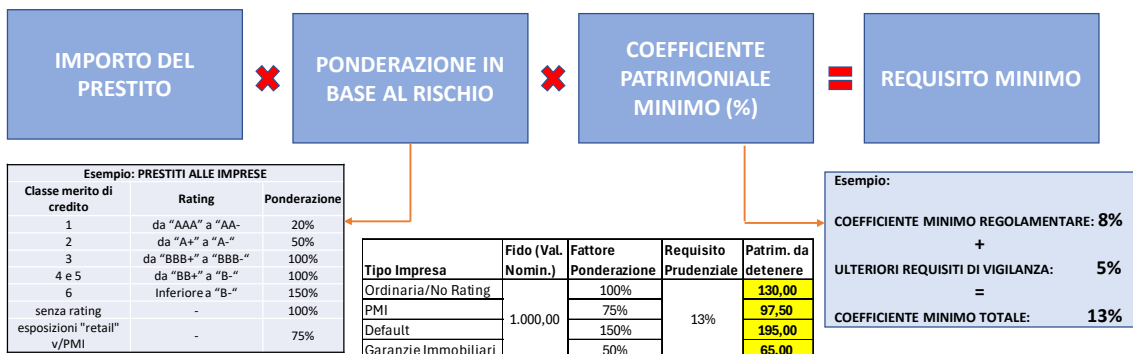 IMPORTO DEL
PRESTITO
PONDERAZIONE IN
BASE AL RISCHIO
COEFFICIENTE
PATRIMONIALE
MINIMO (%)
REQUISITO MINIMO
Esempio: PRESTITI ALLE IMPRESE
Classe merito di
credito
Rating
Ponderazione
1 da "AAA" a "AA- 20%
2 da "A+" a "A-" 50%
3 da "BBB+" a "BBB-" 100%
4 e 5 da "BB+" a "B-" 100%
6 Inferiore a "B-" 150%
senza rating - 100%
esposizioni "retail"
v/PMI
- 75%
Tipo Impresa
Fido (Val.
Nomin.)
Fattore
Ponderazione
Requisito
Prudenziale
Patrim. da
detenere
Ordinaria/No Rating 100% 130,00
PMI 75% 97,50
1.000,00 13%
Default 150% 195,00
Garanzie Immobiliari 50% 65,00
Esempio:
COEFFICIENTE MINIMO REGOLAMENTARE: 8%
+
ULTERIORI REQUISITI DI VIGILANZA: 5%
=
COEFFICIENTE MINIMO TOTALE: 13%